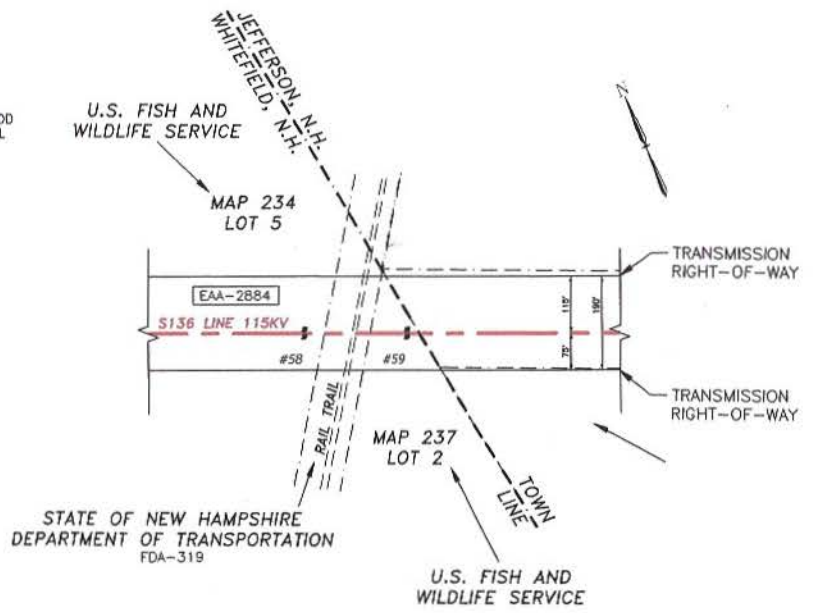 JEFFERSON, N.H.
WHITEFIELD, N.H.
OD
L
U.S. FISH AND
WILDLIFE SERVICE
N
MAP 234
LOT 5
TRANSMISSION
RIGHT-OF-WAY
EAA-2884
S136 LINE 115KV
115'
190'
75'
#58
#59
TRANSMISSION
RIGHT-OF-WAY
RAIL TRAIL
MAP 237
LOT 2
TOWN
LINE
STATE OF NEW HAMPSHIRE
DEPARTMENT OF TRANSPORTATION
FDA-319
U.S. FISH AND
WILDLIFE SERVICE